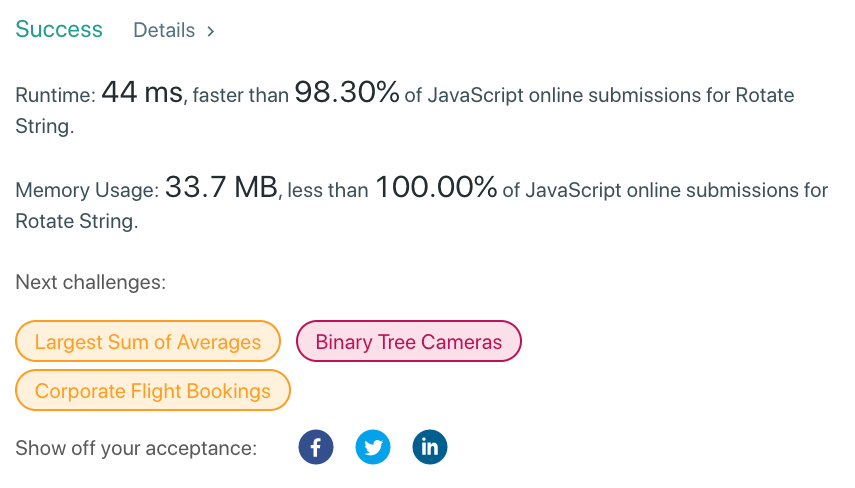 Success Details >
Runtime: 44 ms, faster than 98.30% of JavaScript online submissions for Rotate
String.
Memory Usage: 33.7 MB, less than 100.00% of JavaScript online submissions for
Rotate String.
Next challenges:
Largest Sum of Averages Binary Tree Cameras
Corporate Flight Bookings
Show off your acceptance: f in